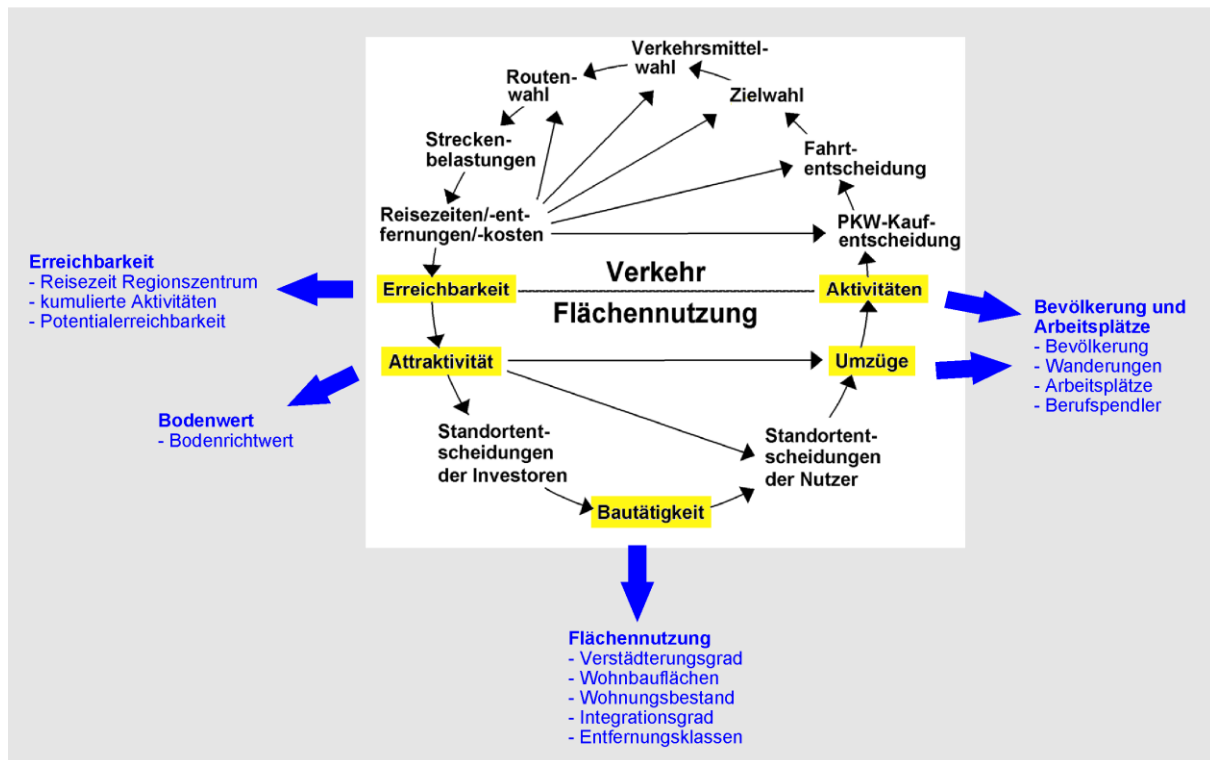 Verkehrsmittel-
wahl
Routen-
wahl
Zielwahl
Strecken-
belastungen
Fahrt-
entscheidung
Reisezeiten/-ent-
fernungen/-kosten
PKW-Kauf-
entscheidung
Verkehr
Erreichbarkeit
Aktivitäten
Flächennutzung
Attraktivität
Umzüge
Standortent-
scheidungen
der Investoren
Standortent-
scheidungen
der Nutzer
Bautätigkeit
Erreichbarkeit
- Reisezeit Regionszentrum
- kumulierte Aktivitäten
- Potentialerreichbarkeit
Bodenwert
- Bodenrichtwert
Bevölkerung und
Arbeitsplätze
- Bevölkerung
- Wanderungen
- Arbeitsplätze
- Berufspendler
Flächennutzung
- Verstädterungsgrad
- Wohnbauflächen
- Wohnungsbestand
- Integrationsgrad
- Entfernungsklassen